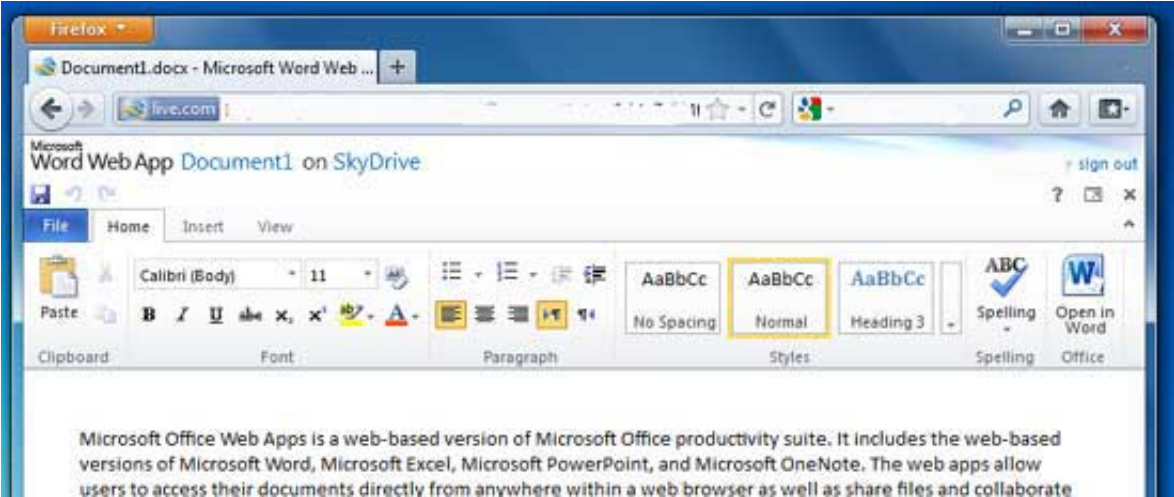 Firefox
Document1.docx - Microsoft Word Web ... +
live.com
Microsoft
Word Web App Document1 on SkyDrive
sign out
?
File Home Insert View
Calibri (Body) 11
AaBbCc AaBbCc AaBbCc
ABC
W
Paste
B I U abc x, x² aby A
No Spacing Normal Heading 3
Spelling
Open in
Word
Clipboard Font Paragraph Styles Spelling Office
Microsoft Office Web Apps is a web-based version of Microsoft Office productivity suite. It includes the web-based
versions of Microsoft Word, Microsoft Excel, Microsoft PowerPoint, and Microsoft OneNote. The web apps allow
users to access their documents directly from anywhere within a web browser as well as share files and collaborate